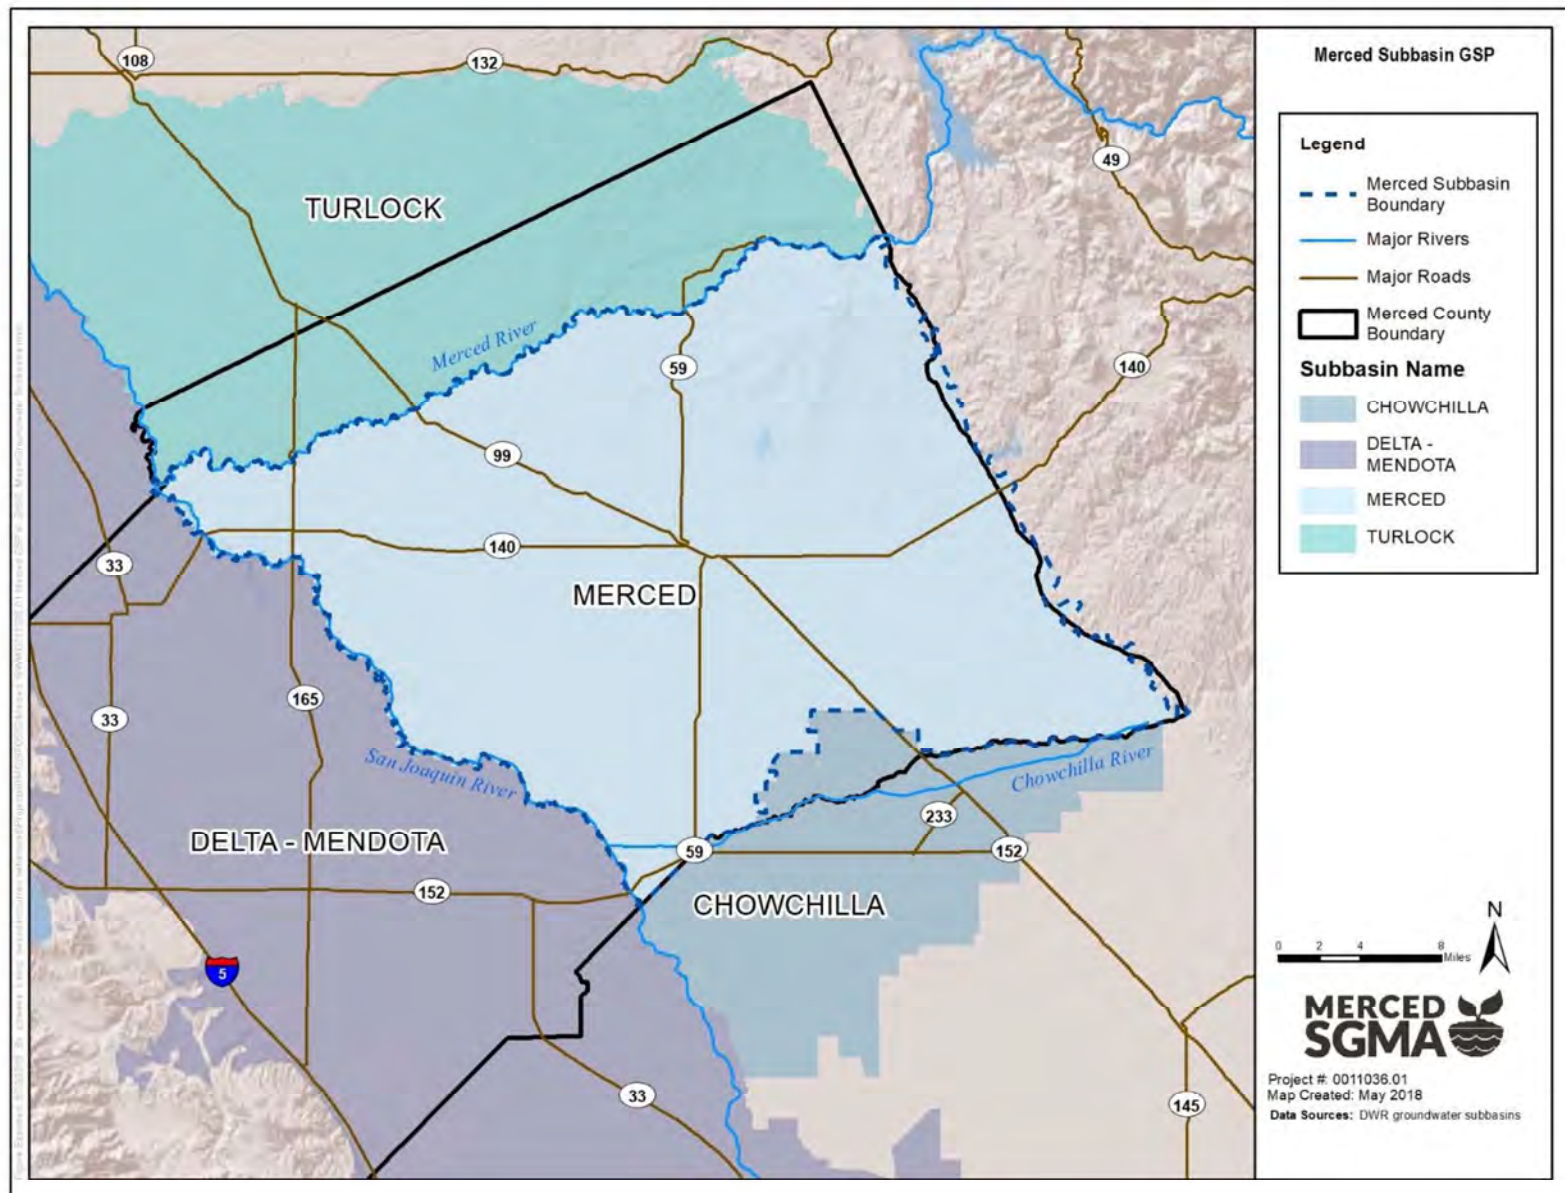 108
132
49
TURLOCK
Merced River
59
140
99
140
33
MERCED
165
33
San Joaquin River
Chowchilla River
233
DELTA - MENDOTA
59
152
152
CHOWCHILLA
5
33
145
Merced Subbasin GSP
Legend
Merced Subbasin
Boundary
Major Rivers
Major Roads
Merced County
Boundary
Subbasin Name
CHOWCHILLA
DELTA -
MENDOTA
MERCED
TURLOCK
N
0 2 4 8
Miles
MERCED
SGMA
Project #: 0011036.01
Map Created: May 2018
Data Sources: DWR groundwater subbasins